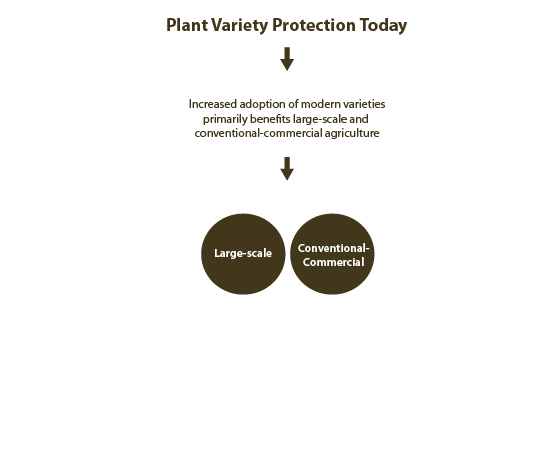 Plant Variety Protection Today
Increased adoption of modern varieties
primarily benefits large-scale and
conventional-commercial agriculture
Large-scale
Conventional-
Commercial